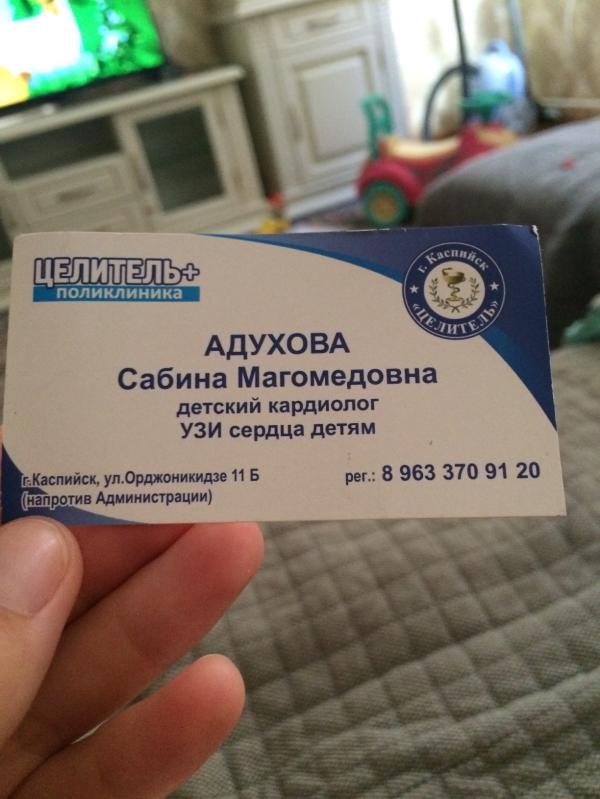 ЦЕЛИТЕЛЬ+
ПОЛИКЛИНИКА
г. Каспийск
«ЦЕЛИТЕЛЬ»
АДУХОВА
Сабина Магомедовна
детский кардиолог
УЗИ сердца детям
г.Каспийск, ул.Орджоникидзе 11 Б
(напротив Администрации)
рег.: 8 963 370 91 20